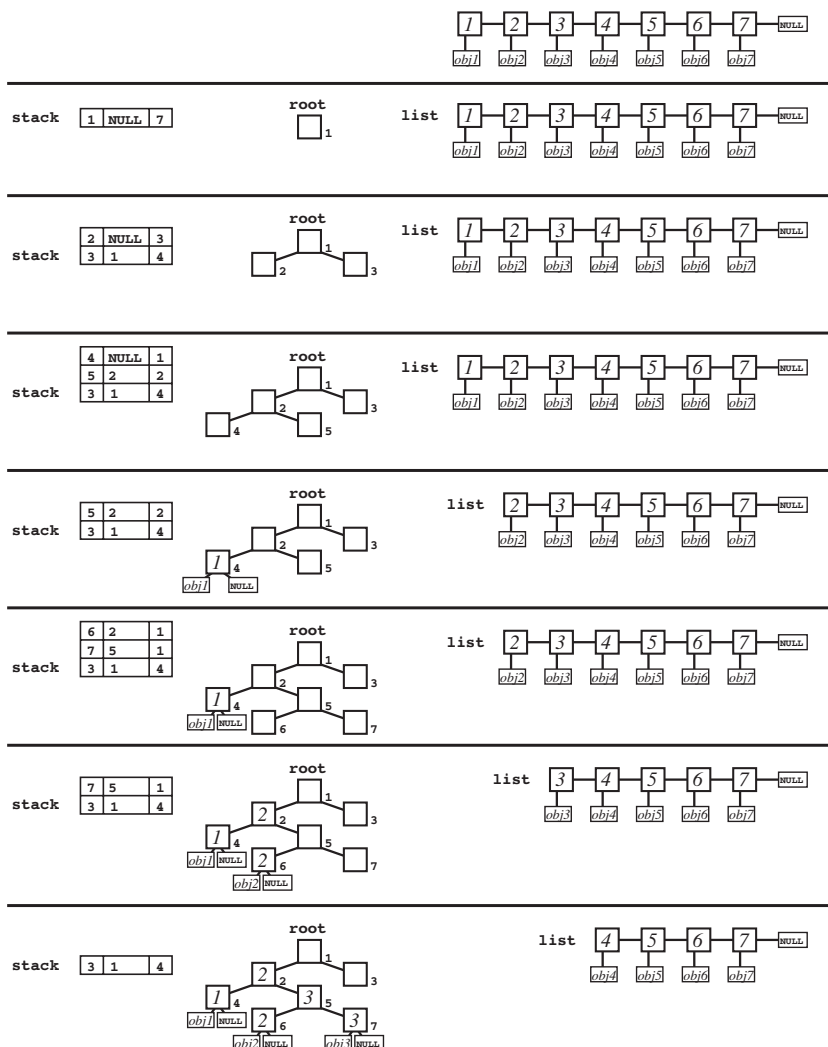 1 2 3 4 5 6 7 NULL
obj1 obj2 obj3 obj4 obj5 obj6 obj7
root
stack 1 NULL 7 1 list 1 2 3 4 5 6 7 NULL
obj1 obj2 obj3 obj4 obj5 obj6 obj7
root
list 1 2 3 4 5 6 7 NULL
2 NULL 3
stack 3 1 4
1
2 3
obj1 obj2 obj3 obj4 obj5 obj6 obj7
4 NULL 1 root
list 1 2 3 4 5 6 7 NULL
stack 5 2 2
3 1 4
1
2 3
4 5
obj1 obj2 obj3 obj4 obj5 obj6 obj7
root
list 2 3 4 5 6 7 NULL
stack 5 2 2
3 1 4
1
2 3
1 4 5
obj1 NULL
obj2 obj3 obj4 obj5 obj6 obj7
6 2 1 root
list 2 3 4 5 6 7 NULL
stack 7 5 1
3 1 4
1
2 3
1 4 5
obj1 NULL 6 7
obj2 obj3 obj4 obj5 obj6 obj7
root
list 3 4 5 6 7 NULL
stack 7 5 1
3 1 4
1
2 2 3
1 4 5
obj1 NULL 2 6 7
obj2 NULL
obj3 obj4 obj5 obj6 obj7
root
list 4 5 6 7 NULL
stack 3 1 4
1
2 2 3
1 4 3 5
obj1 NULL 2 6 3 7
obj2 NULL obj3 NULL
obj4 obj5 obj6 obj7